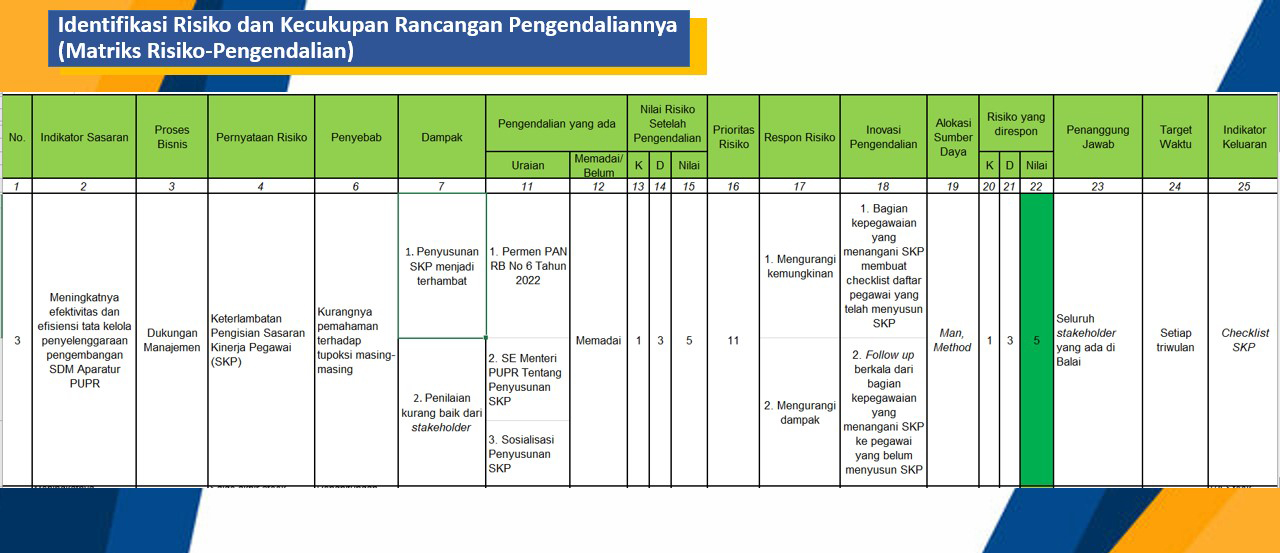 Identifikasi Risiko dan Kecukupan Rancangan Pengendaliannya
(Matriks Risiko-Pengendalian)
No.
Indikator Sasaran
Proses
Bisnis
Pernyataan Risiko
Penyebab
Dampak
Pengendalian yang ada
Uraian
Memadai/
Belum
Nilai Risiko
Setelah
Pengendalian
K
D
Nilai
Prioritas
Risiko
Respon Risiko
Inovasi
Pengendalian
Alokasi
Sumber
Daya
Risiko yang
direspon
K
D
Nilai
Penanggung
Jawab
Target
Waktu
Indikator
Keluaran
1
2
3
4
6
7
11
12
13
14
15
16
17
18
19
20
21
22
23
24
25
3
Meningkatnya
efektivitas dan
efisiensi tata kelola
penyelenggaraan
pengembangan
SDM Aparatur
PUPR
Dukungan
Manajemen
Keterlambatan
Pengisian Sasaran
Kinerja Pegawai
(SKP)
Kurangnya
pemahaman
terhadap
tupoksi masing-
masing
1. Penyusunan
SKP menjadi
terhambat
2. Penilaian
kurang baik dari
stakeholder
1. Permen PAN
RB No 6 Tahun
2022
2. SE Menteri
PUPR Tentang
Penyusunan
SKP
3. Sosialisasi
Penyusunan
SKP
Memadai
1
3
5
11
1. Mengurangi
kemungkinan
2. Mengurangi
dampak
1. Bagian
kepegawaian
yang
menangani SKP
membuat
checklist daftar
pegawai yang
telah menyusun
SKP
2. Follow up
berkala dari
bagian
kepegawaian
yang
menangani SKP
ke pegawai
yang belum
menyusun SKP
Man,
Method
1
3
5
Seluruh
stakeholder
yang ada di
Balai
Setiap
triwulan
Checklist
SKP